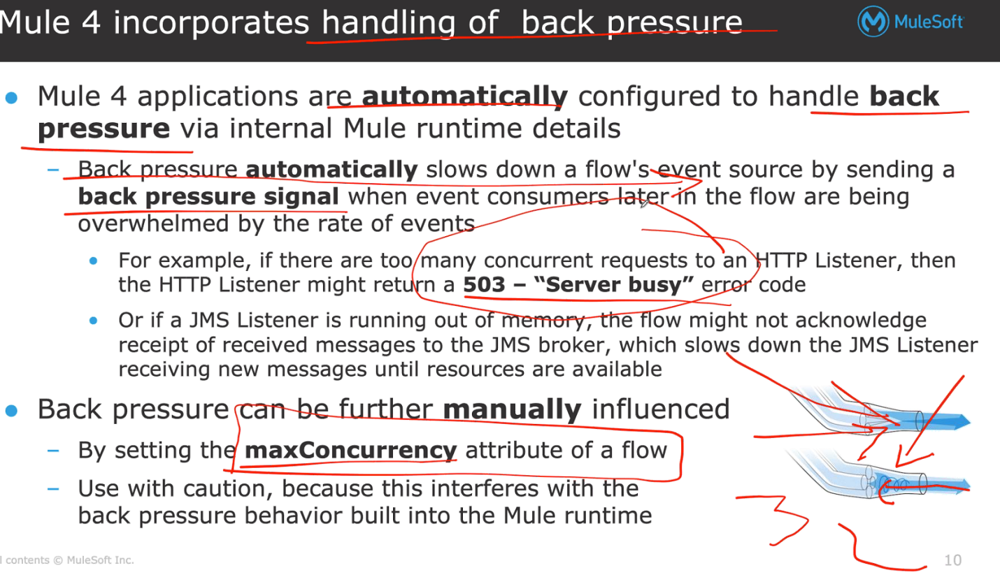 Mule 4 incorporates handling of  back pressure
MuleSoft
● Mule 4 applications are automatically configured to handle back
pressure via internal Mule runtime details
– Back pressure automatically slows down a flow's event source by sending a
back pressure signal when event consumers later in the flow are being
overwhelmed by the rate of events
• For example, if there are too many concurrent requests to an HTTP Listener, then
the HTTP Listener might return a 503 – “Server busy” error code
• Or if a JMS Listener is running out of memory, the flow might not acknowledge
receipt of received messages to the JMS broker, which slows down the JMS Listener
receiving new messages until resources are available
● Back pressure can be further manually influenced
– By setting the maxConcurrency attribute of a flow
– Use with caution, because this interferes with the
back pressure behavior built into the Mule runtime
l contents © MuleSoft Inc.
10